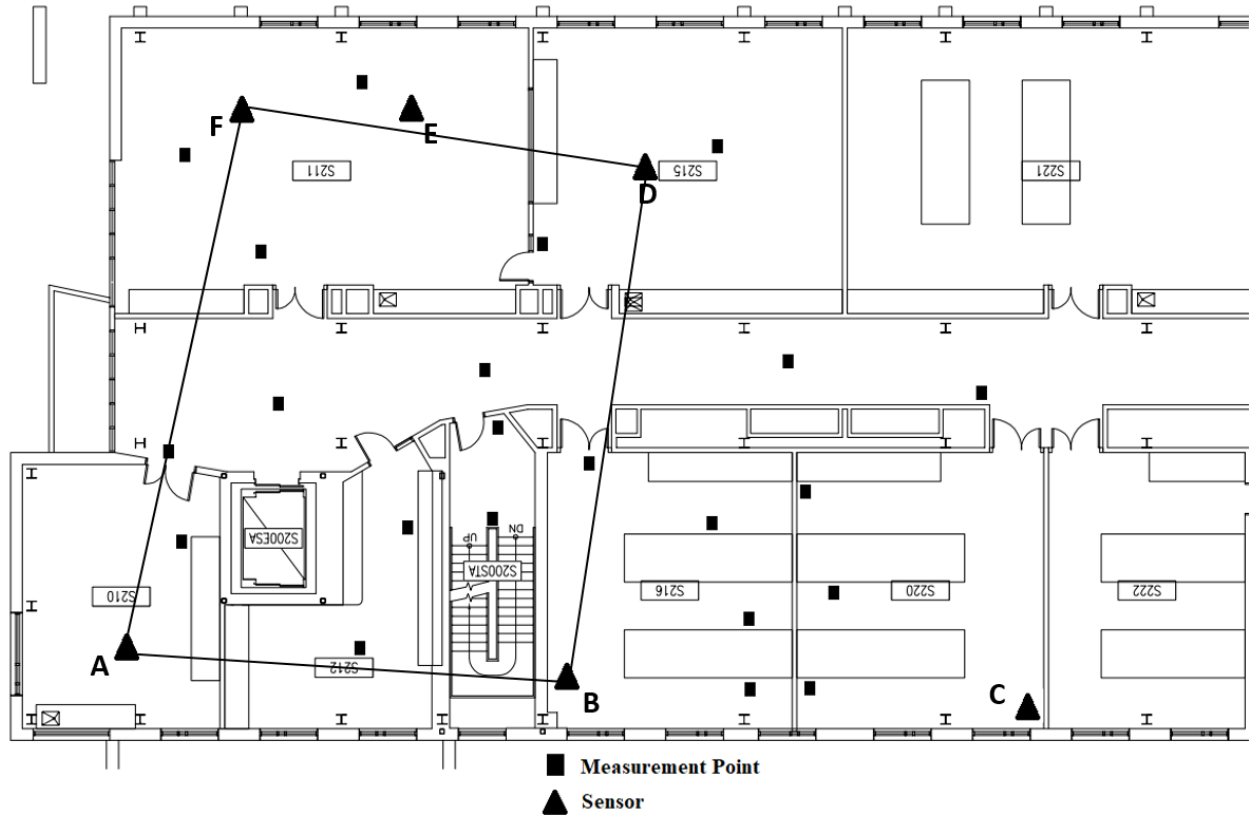 F
E
D
S211
S215
S221
S200ESA
UP
DN
S200STA
S210
S216
S220
S222
A
S212
B
C
Measurement Point
Sensor